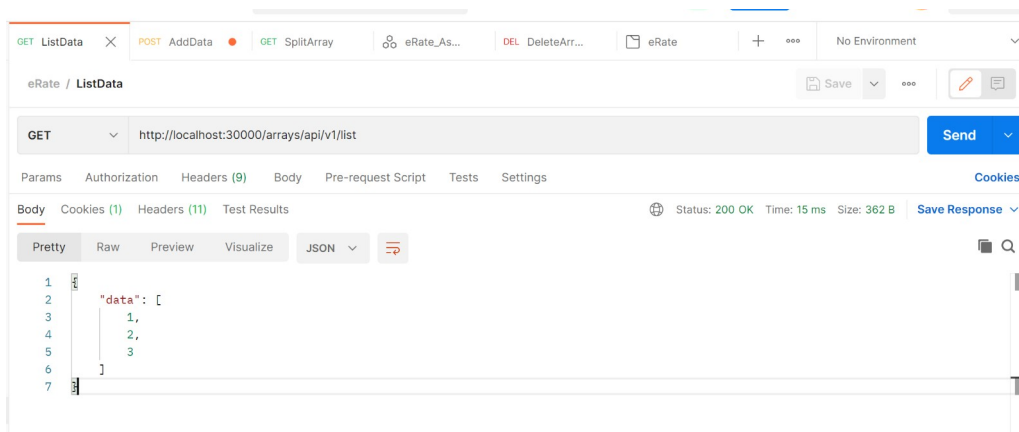 GET ListData POST AddData GET SplitArray eRate_As... DEL DeleteArr... eRate No Environment
eRate / ListData Save
GET http://localhost:30000/arrays/api/v1/list Send
Params Authorization Headers (9) Body Pre-request Script Tests Settings Cookies
Body Cookies (1) Headers (11) Test Results Status: 200 OK Time: 15 ms Size: 362 B Save Response
Pretty Raw Preview Visualize JSON
1 {
2 "data": [
3 1,
4 2,
5 3
6 ]
7 }